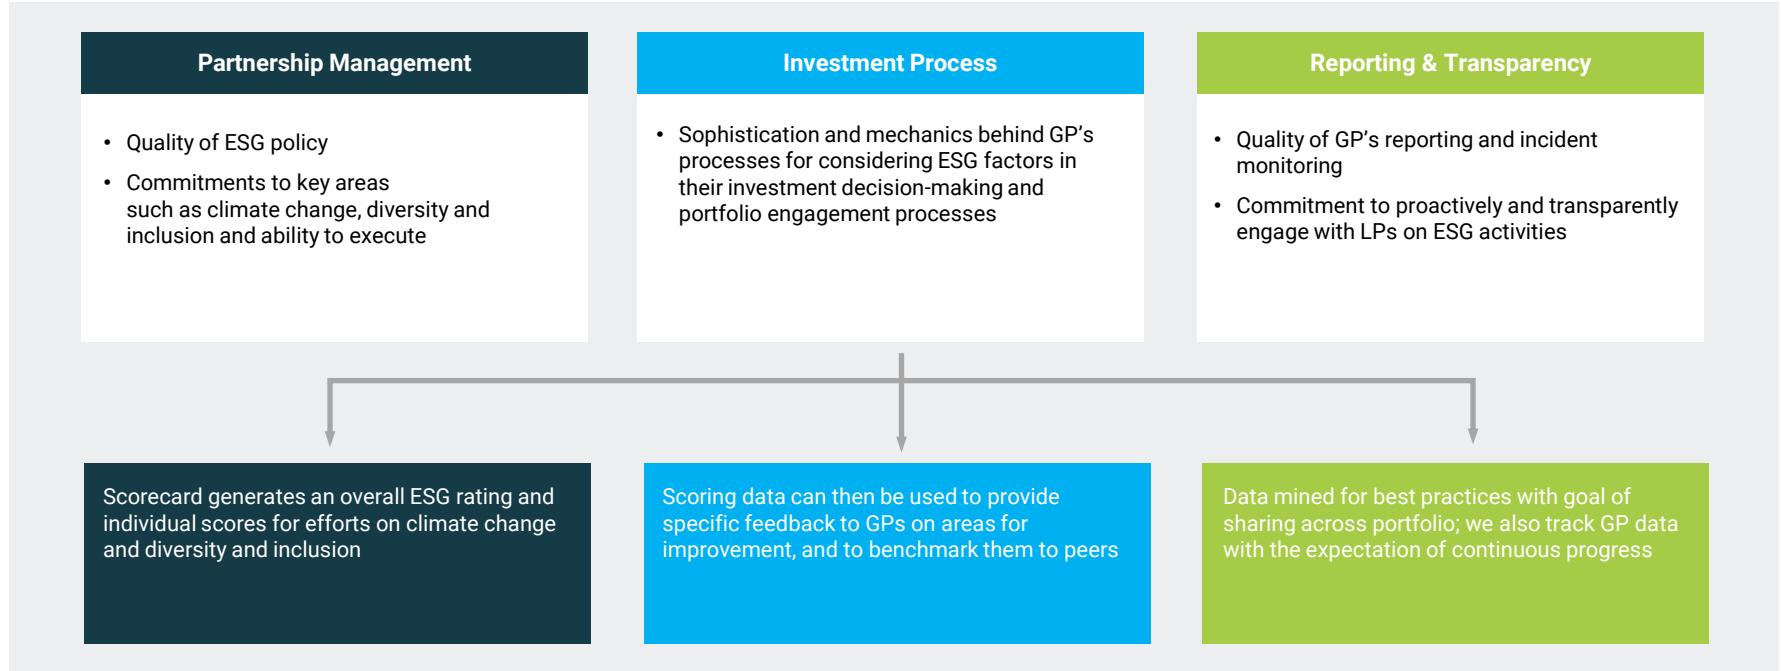 Partnership Management
• Quality of ESG policy
• Commitments to key areas
such as climate change, diversity and
inclusion and ability to execute
Investment Process
• Sophistication and mechanics behind GP's
processes for considering ESG factors in
their investment decision-making and
portfolio engagement processes
Reporting & Transparency
• Quality of GP's reporting and incident
monitoring
• Commitment to proactively and transparently
engage with LPs on ESG activities
Scorecard generates an overall ESG rating and
individual scores for efforts on climate change
and diversity and inclusion
Scoring data can then be used to provide
specific feedback to GPs on areas for
improvement, and to benchmark them to peers
Data mined for best practices with goal of
sharing across portfolio; we also track GP data
with the expectation of continuous progress